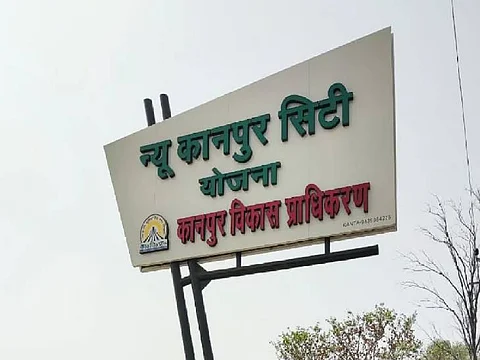 न्यू कानपुर सिटी
योजना
कानपुर विकास प्राधिकरण